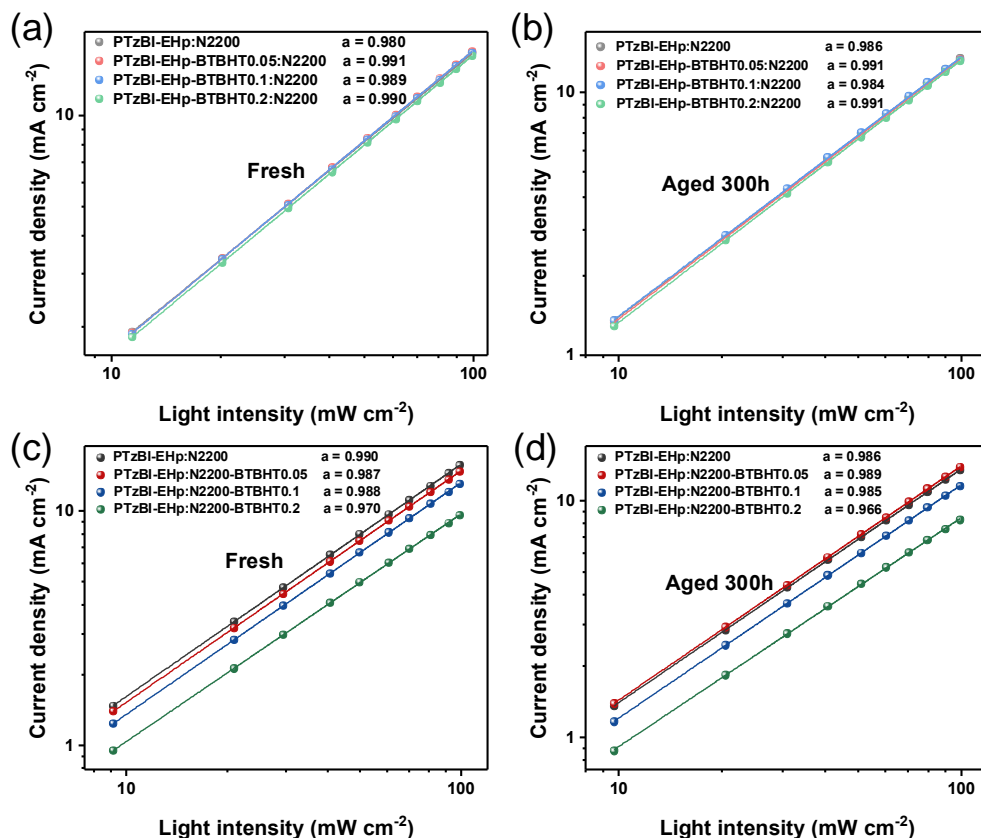 (a)
PTzBI-EHp:N2200 a = 0.980
PTzBI-EHp-BTBHT0.05:N2200 a = 0.991
PTzBI-EHp-BTBHT0.1:N2200 a = 0.989
PTzBI-EHp-BTBHT0.2:N2200 a = 0.990
10
Fresh
Current density (mA cm-2)
10 100
Light intensity (mW cm-2)
(b)
PTzBI-EHp:N2200 a = 0.986
PTzBI-EHp-BTBHT0.05:N2200 a = 0.991
PTzBI-EHp-BTBHT0.1:N2200 a = 0.984
PTzBI-EHp-BTBHT0.2:N2200 a = 0.991
10
Aged 300h
Current density (mA cm-2)
1
10 100
Light intensity (mW cm-2)
(c)
PTzBI-EHp:N2200 a = 0.990
PTzBI-EHp:N2200-BTBHT0.05 a = 0.987
PTzBI-EHp:N2200-BTBHT0.1 a = 0.988
PTzBI-EHp:N2200-BTBHT0.2 a = 0.970
10
Fresh
Current density (mA cm-2)
1
10 100
Light intensity (mW cm-2)
(d)
PTzBI-EHp:N2200 a = 0.986
PTzBI-EHp:N2200-BTBHT0.05 a = 0.989
PTzBI-EHp:N2200-BTBHT0.1 a = 0.985
PTzBI-EHp:N2200-BTBHT0.2 a = 0.966
10
Aged 300h
Current density (mA cm-2)
1
10 100
Light intensity (mW cm-2)